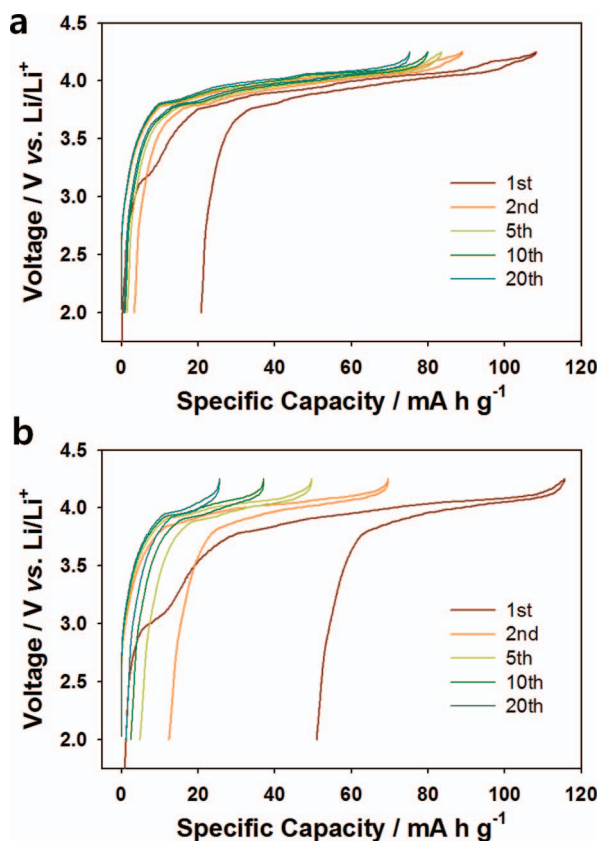 a
4.5
4.0
3.5
3.0
2.5
2.0
Voltage / V vs. Li/Li⁺
1st
2nd
5th
10th
20th
0 20 40 60 80 100 120
Specific Capacity / mA h g⁻¹
b
4.5
4.0
3.5
3.0
2.5
2.0
Voltage / V vs. Li/Li⁺
1st
2nd
5th
10th
20th
0 20 40 60 80 100 120
Specific Capacity / mA h g⁻¹